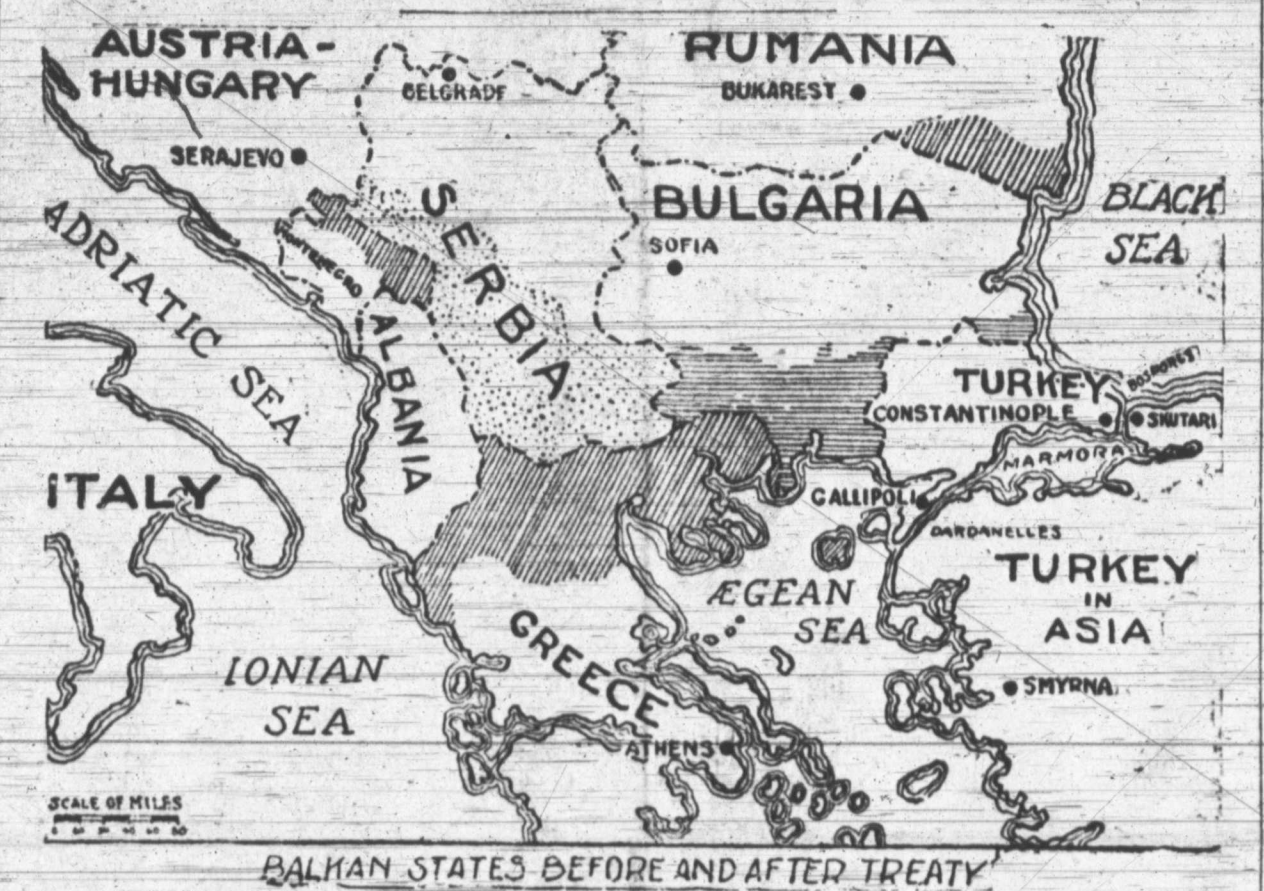 AUSTRIA-
HUNGARY
BELGRADE
RUMANIA
BUKAREST
SERAJEVO
SERBIA
BULGARIA
SOFIA
BLACK
SEA
ADRIATIC SEA
MONTENEGRO
ALBANIA
BOSPORUS
TURKEY
CONSTANTINOPLE
SKUTARI
MARMORA
ITALY
GALLIPOLI
DARDANELLES
TURKEY
IN
ASIA
ÆGEAN
SEA
GREECE
IONIAN
SEA
SMYRNA
ATHENS
SCALE OF MILES
BALKAN STATES BEFORE AND AFTER TREATY